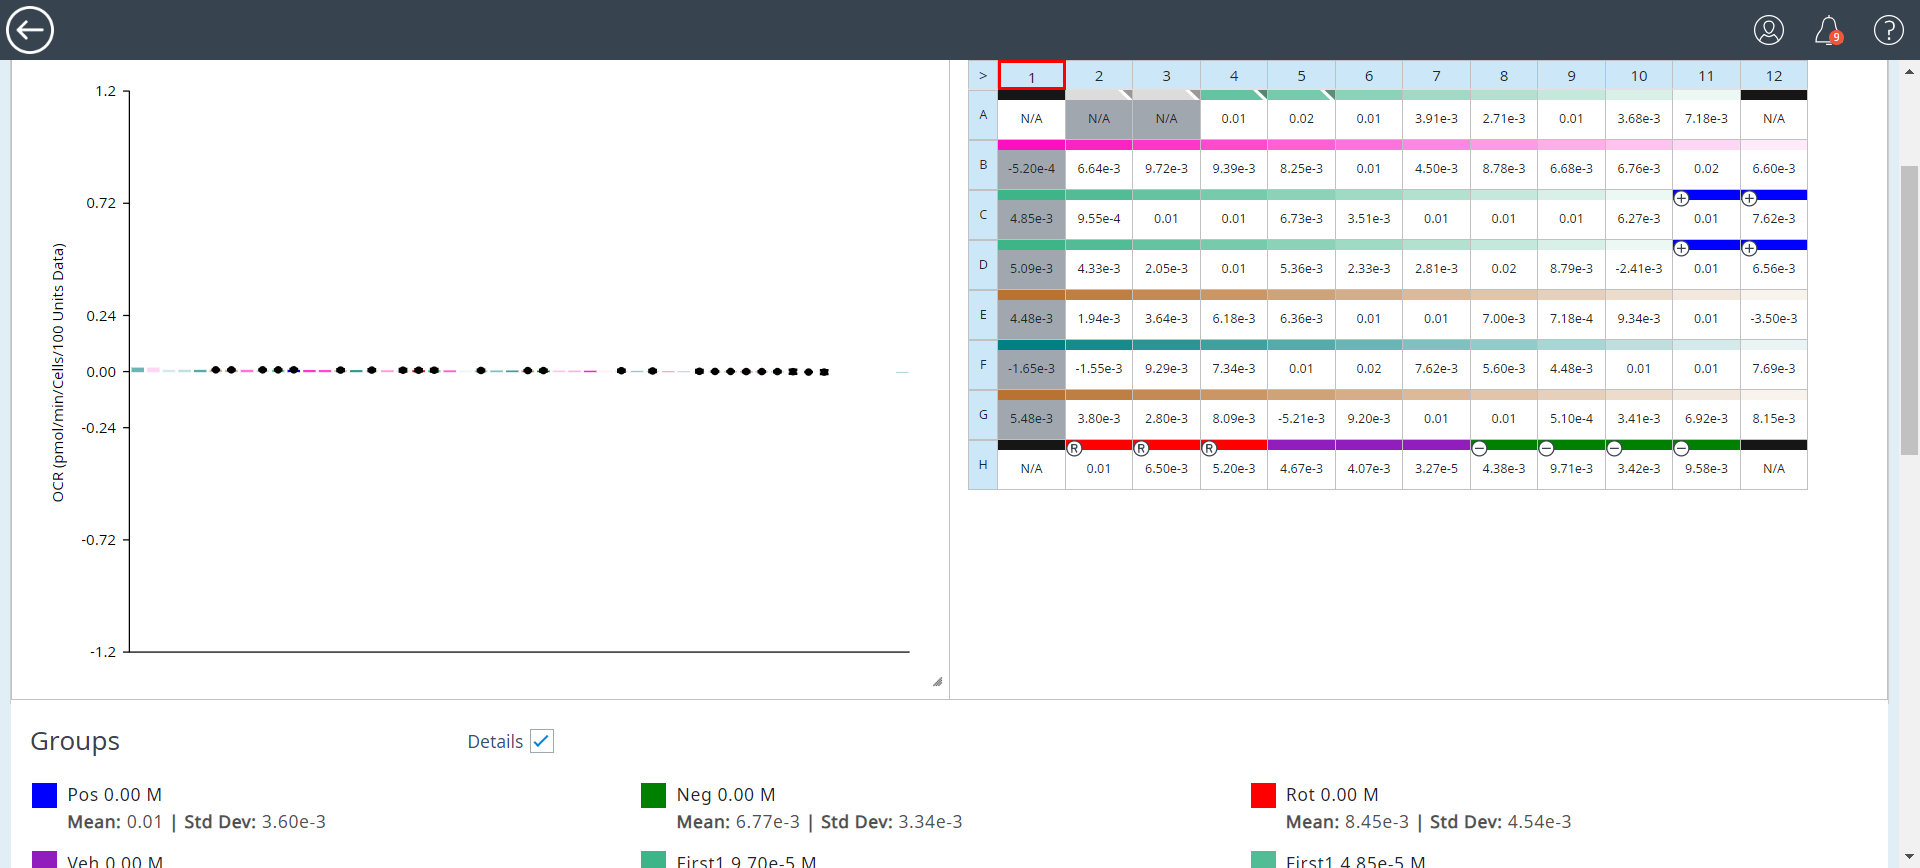 9
?
1.2
0.72
0.24
0.00
-0.24
-0.72
-1.2
OCR (pmol/min/Cells/100 Units Data)
> 1 2 3 4 5 6 7 8 9 10 11 12
A N/A N/A N/A 0.01 0.02 0.01 3.91e-3 2.71e-3 0.01 3.68e-3 7.18e-3 N/A
B -5.20e-4 6.64e-3 9.72e-3 9.39e-3 8.25e-3 0.01 4.50e-3 8.78e-3 6.68e-3 6.76e-3 0.02 6.60e-3
+ +
C 4.85e-3 9.55e-4 0.01 0.01 6.73e-3 3.51e-3 0.01 0.01 0.01 6.27e-3 0.01 7.62e-3
+ +
D 5.09e-3 4.33e-3 2.05e-3 0.01 5.36e-3 2.33e-3 2.81e-3 0.02 8.79e-3 -2.41e-3 0.01 6.56e-3
E 4.48e-3 1.94e-3 3.64e-3 6.18e-3 6.36e-3 0.01 0.01 7.00e-3 7.18e-4 9.34e-3 0.01 -3.50e-3
F -1.65e-3 -1.55e-3 9.29e-3 7.34e-3 0.01 0.02 7.62e-3 5.60e-3 4.48e-3 0.01 0.01 7.69e-3
G 5.48e-3 3.80e-3 2.80e-3 8.09e-3 -5.21e-3 9.20e-3 0.01 0.01 5.10e-4 3.41e-3 6.92e-3 8.15e-3
R R R − − − −
H N/A 0.01 6.50e-3 5.20e-3 4.67e-3 4.07e-3 3.27e-5 4.38e-3 9.71e-3 3.42e-3 9.58e-3 N/A
Groups
Details
Pos 0.00 M
Mean: 0.01 | Std Dev: 3.60e-3
Neg 0.00 M
Mean: 6.77e-3 | Std Dev: 3.34e-3
Rot 0.00 M
Mean: 8.45e-3 | Std Dev: 4.54e-3
Veh 0.00 M
First1 9.70e-5 M
First1 4.85e-5 M